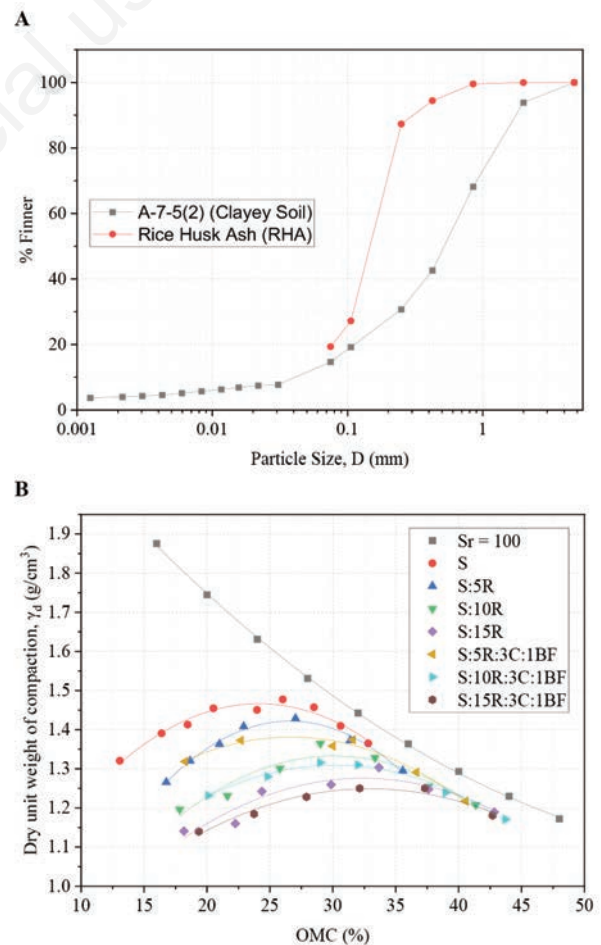 cial us
A
100
80
60
40
20
0
% Finner
A-7-5(2) (Clayey Soil)
Rice Husk Ash (RHA)
0.001
0.01
0.1
1
Particle Size, D (mm)
B
1.9
1.8
1.7
1.6
1.5
1.4
1.3
1.2
1.1
1.0
Dry unit weight of compaction, γd (g/cm³)
Sr = 100
S
S:5R
S:10R
S:15R
S:5R:3C:1BF
S:10R:3C:1BF
S:15R:3C:1BF
10
15
20
25
30
35
40
45
50
OMC (%)